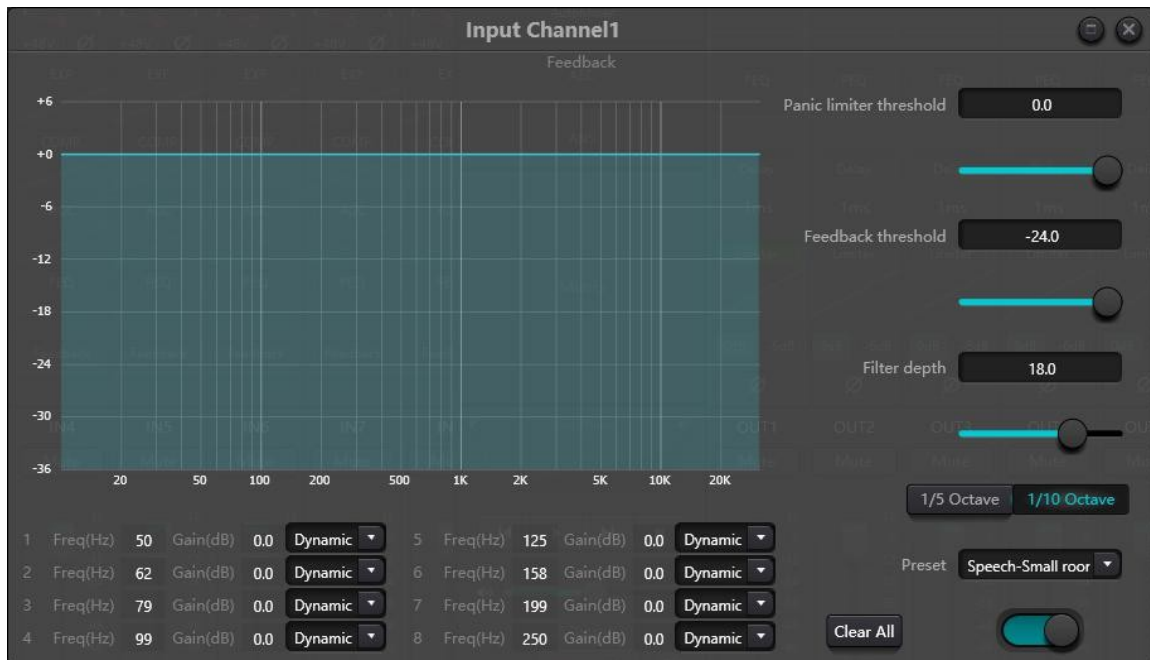 Input Channel1
Feedback
+6
+0
-6
-12
-18
-24
-30
-36
20 50 100 200 500 1K 2K 5K 10K 20K
Panic limiter threshold 0.0
Feedback threshold -24.0
Filter depth 18.0
1/5 Octave 1/10 Octave
Preset Speech-Small roor
Clear All
1 Freq(Hz) 50 Gain(dB) 0.0 Dynamic 5 Freq(Hz) 125 Gain(dB) 0.0 Dynamic
2 Freq(Hz) 62 Gain(dB) 0.0 Dynamic 6 Freq(Hz) 158 Gain(dB) 0.0 Dynamic
3 Freq(Hz) 79 Gain(dB) 0.0 Dynamic 7 Freq(Hz) 199 Gain(dB) 0.0 Dynamic
4 Freq(Hz) 99 Gain(dB) 0.0 Dynamic 8 Freq(Hz) 250 Gain(dB) 0.0 Dynamic
IN4 IN5 IN6 IN7
OUT1 OUT2